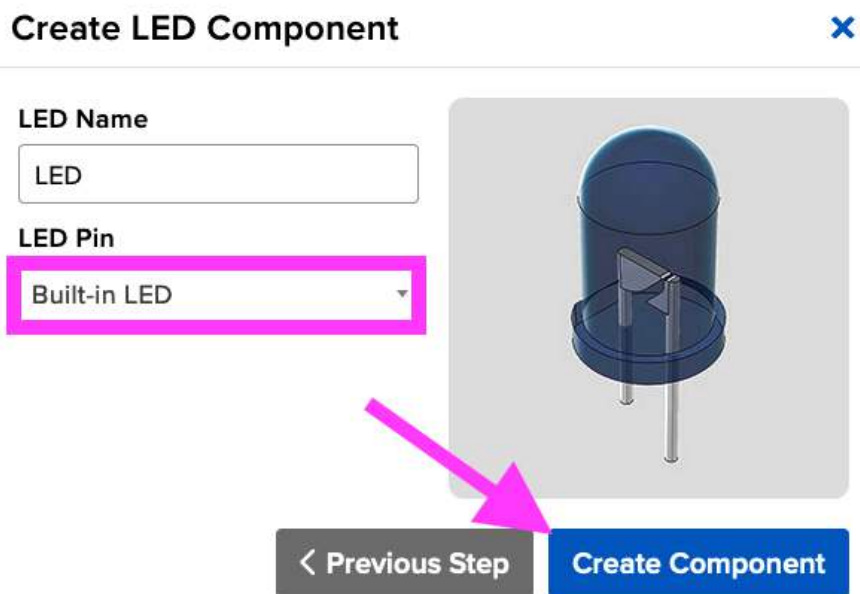 Create LED Component
LED Name
LED
LED Pin
Built-in LED
Previous Step
Create Component